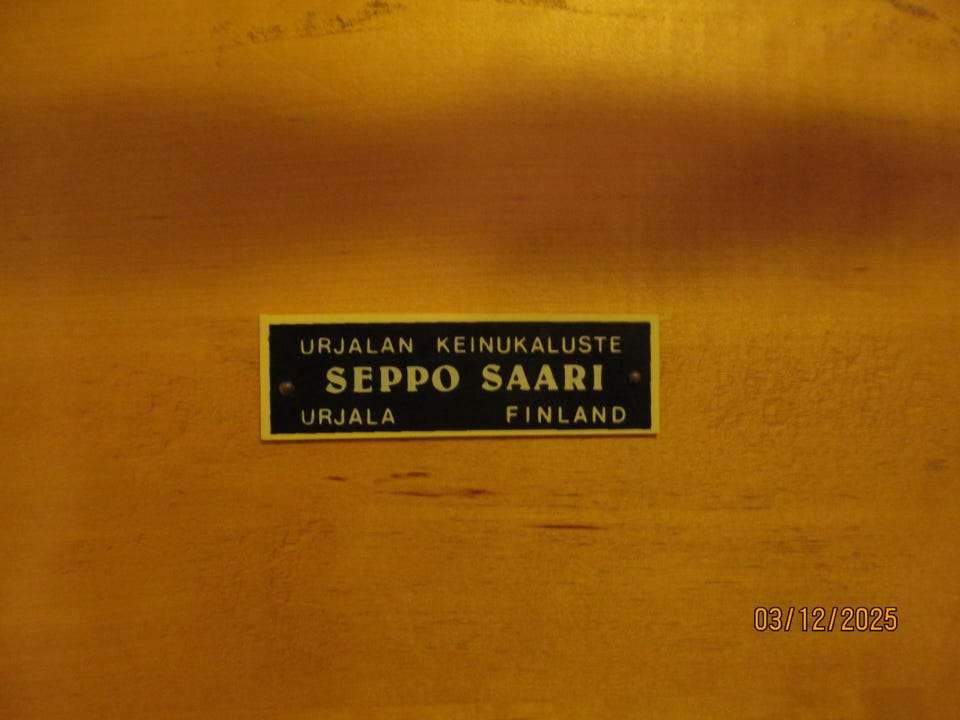 URJALAN KEINUKALUSTE
SEPPO SAARI
URJALA FINLAND
03/12/2025